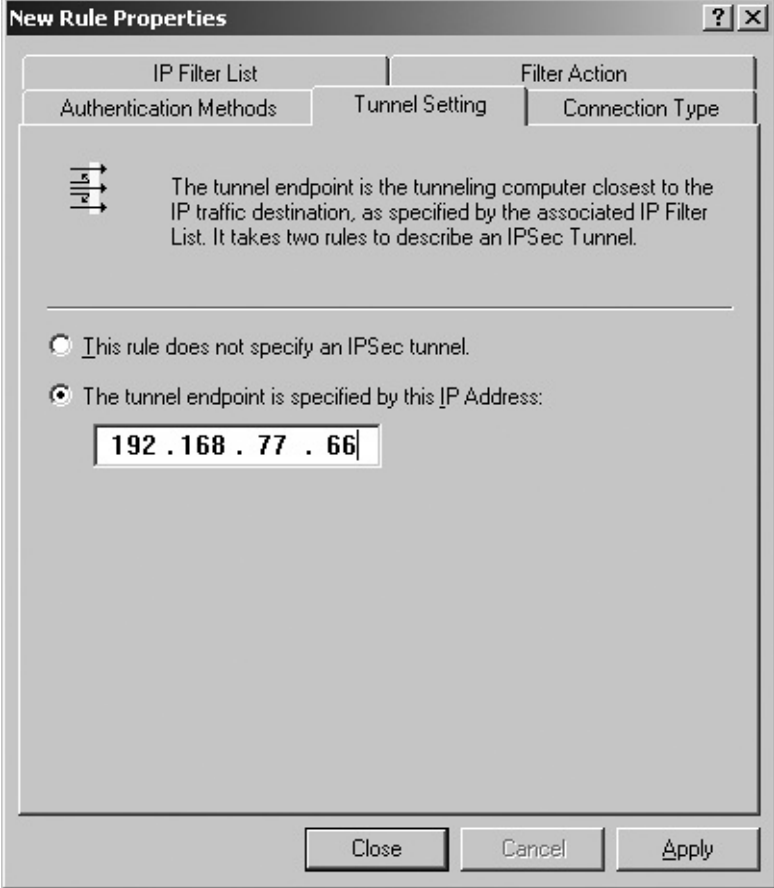 New Rule Properties
IP Filter List
Filter Action
Authentication Methods
Tunnel Setting
Connection Type
The tunnel endpoint is the tunneling computer closest to the
IP traffic destination, as specified by the associated IP Filter
List. It takes two rules to describe an IPSec Tunnel.
This rule does not specify an IPSec tunnel.
The tunnel endpoint is specified by this IP Address:
192 . 168 . 77 . 66
Close
Cancel
Apply